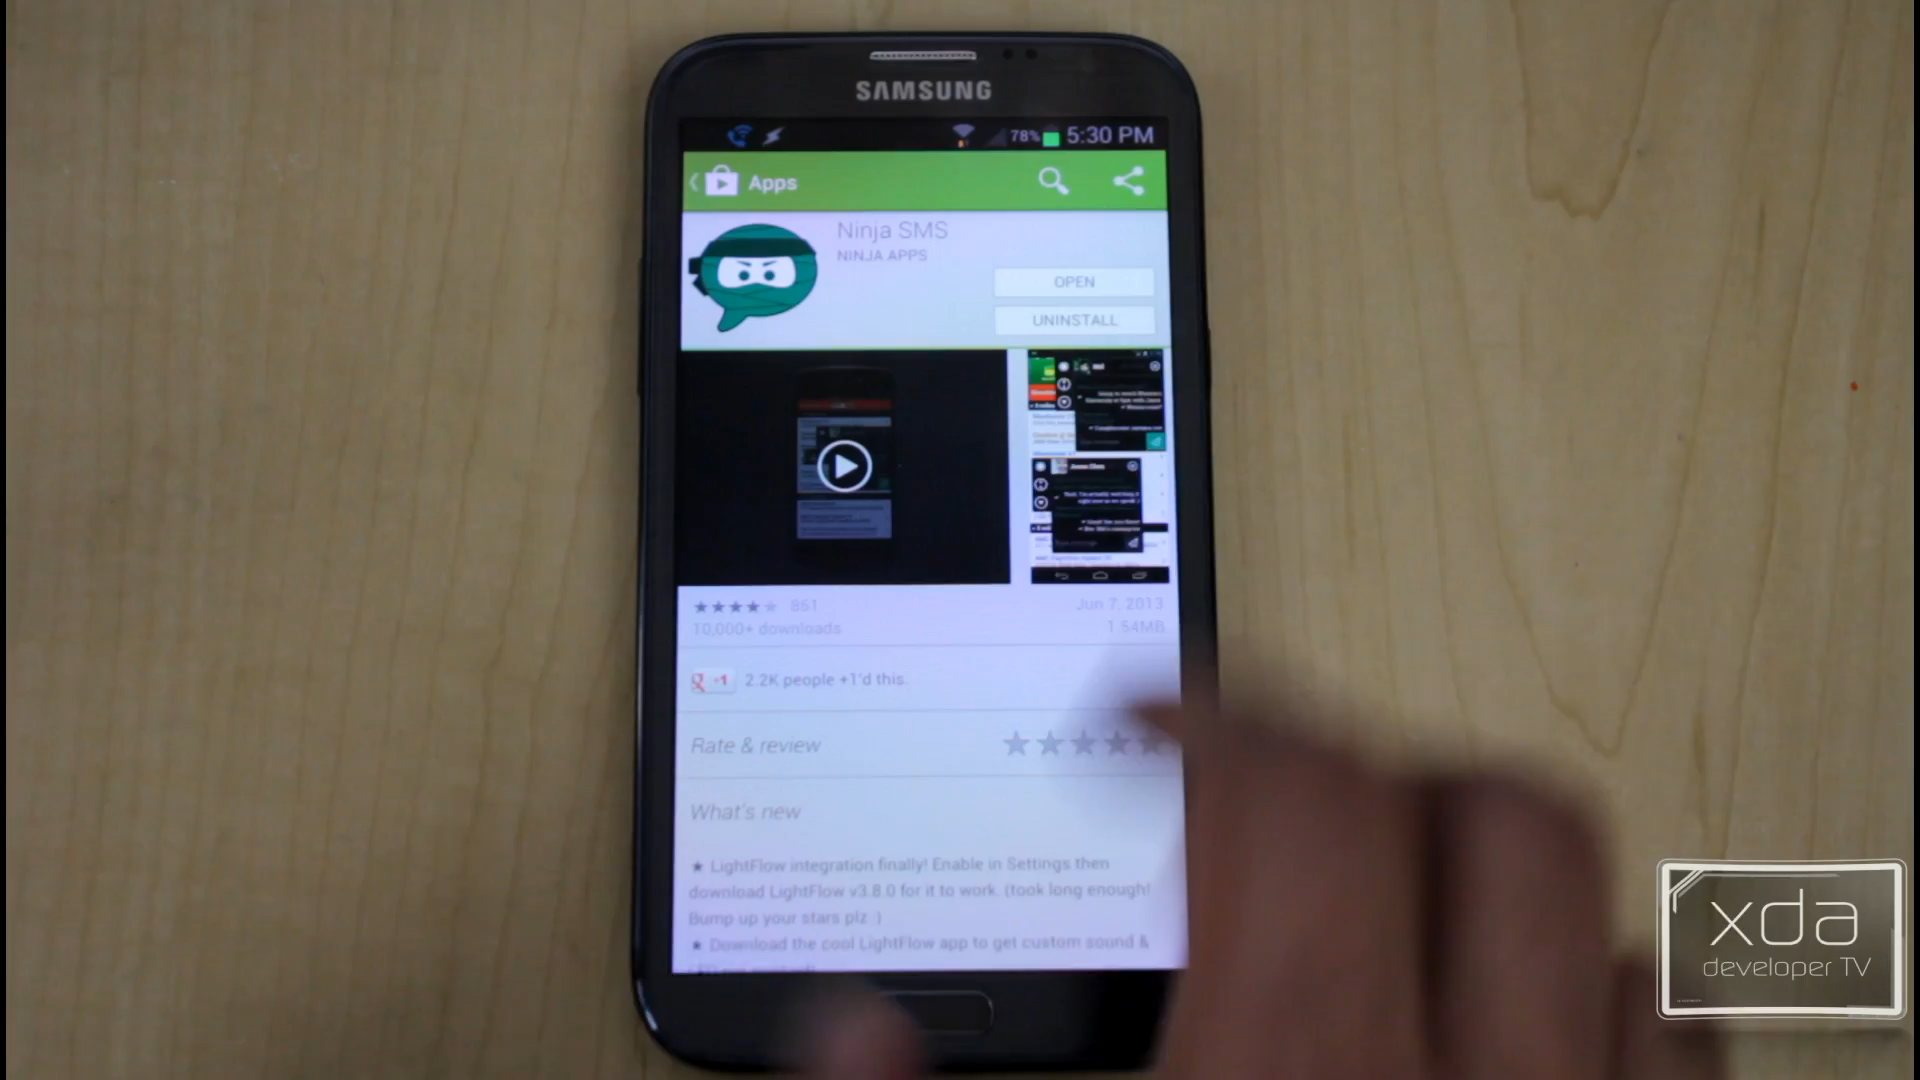 SAMSUNG
78% 5:30 PM
Apps
Ninja SMS
NINJA APPS
OPEN
UNINSTALL
861 Jun 7, 2013
10,000+ downloads 1.54MB
+1 2.2K people +1'd this.
Rate & review
What's new
★ LightFlow integration finally! Enable in Settings then
download LightFlow v3.8.0 for it to work. (took long enough!
Bump up your stars plz :)
★ Download the cool LightFlow app to get custom sound &
xda
developer TV